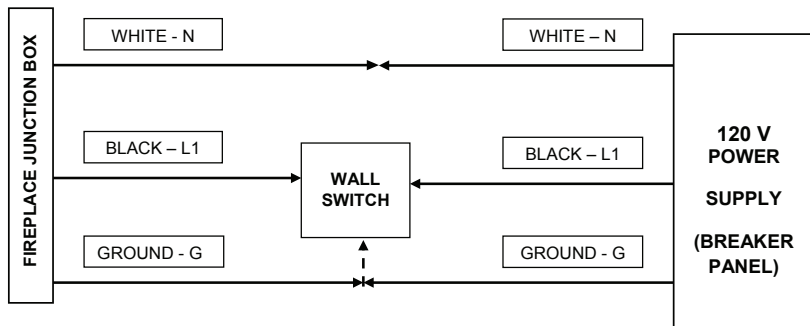 FIREPLACE JUNCTION BOX
WHITE - N
WHITE – N
BLACK – L1
BLACK – L1
WALL
SWITCH
GROUND - G
GROUND - G
120 V
POWER
SUPPLY
(BREAKER
PANEL)